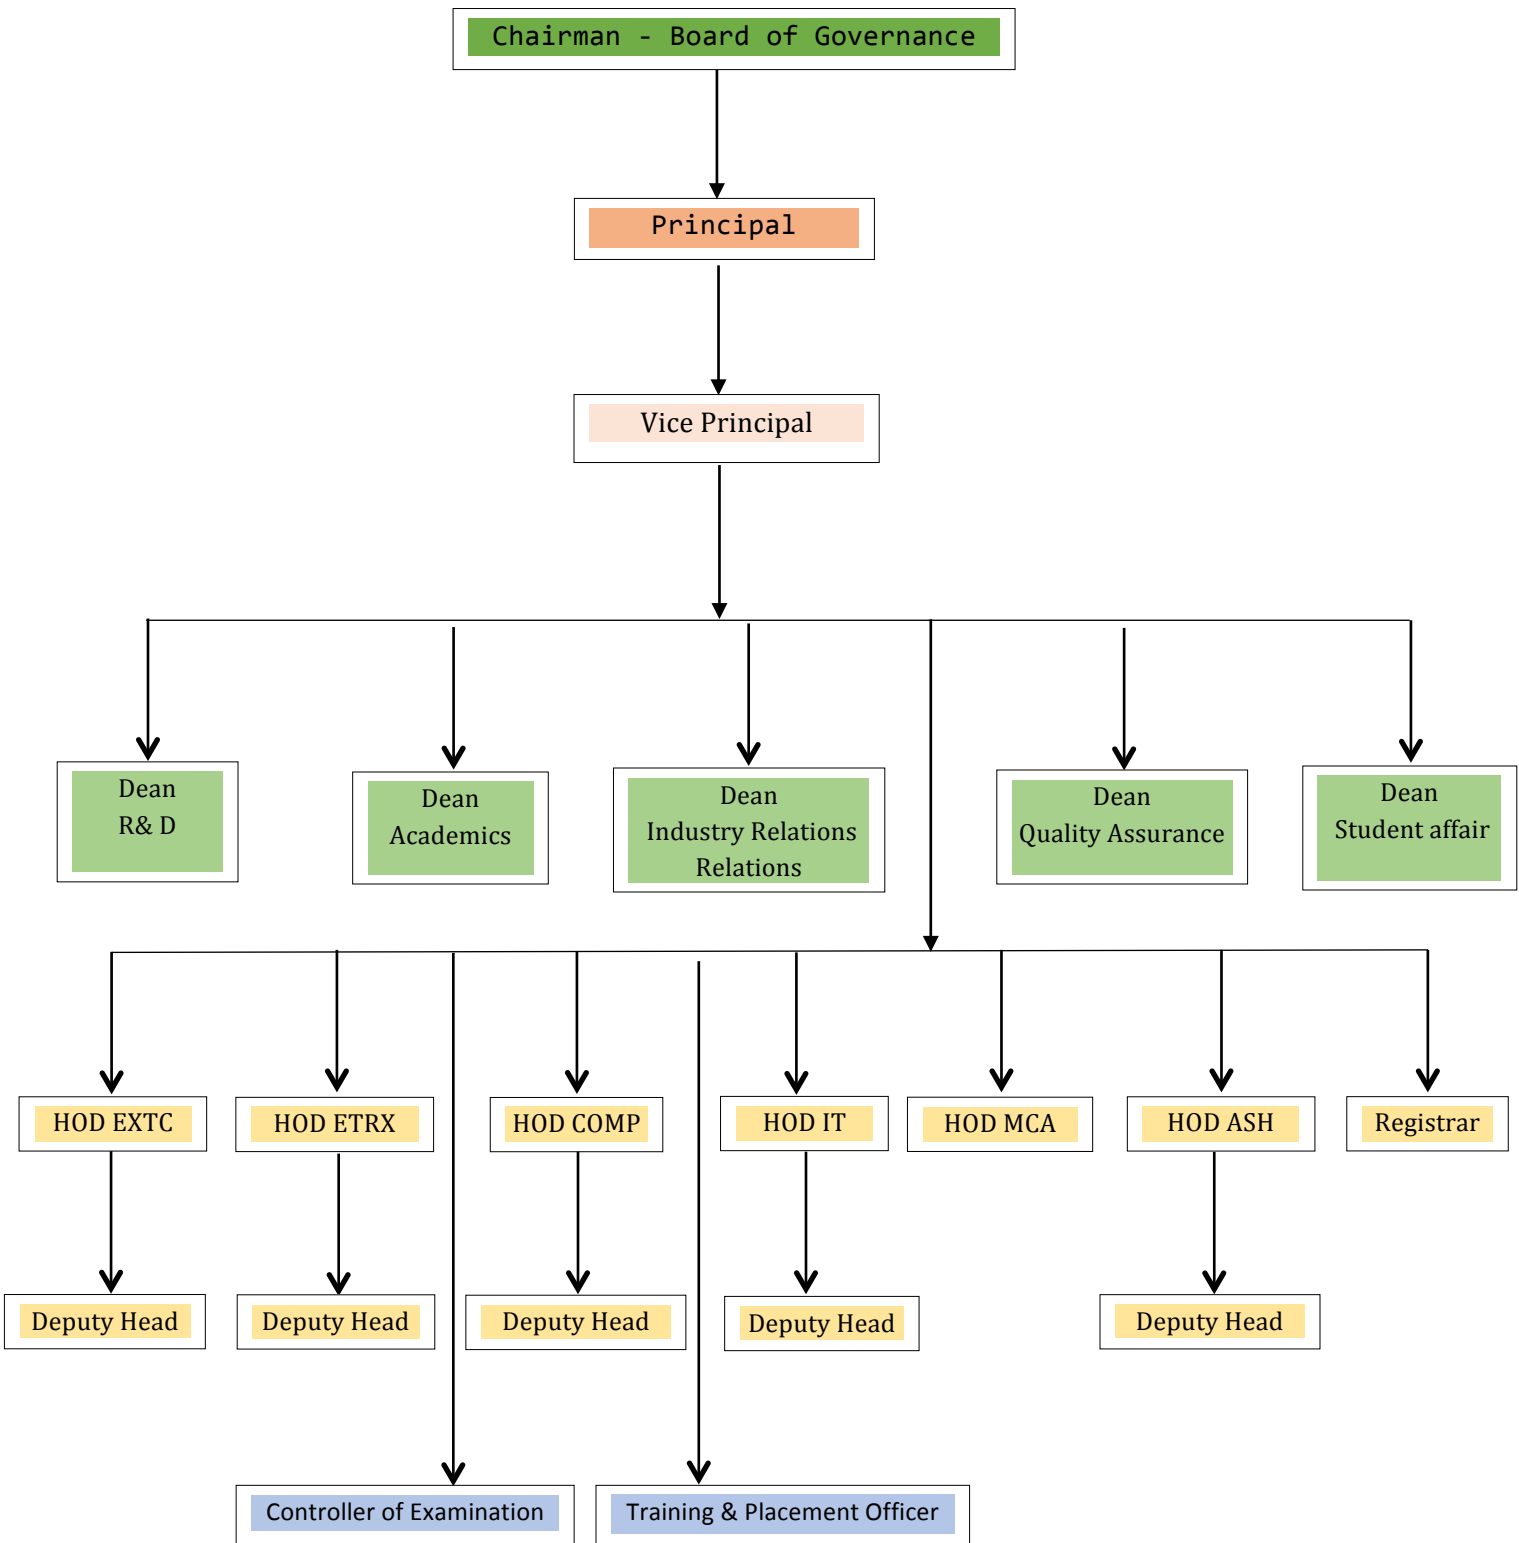 Chairman - Board of Governance
Principal
Vice Principal
Dean
R& D
Dean
Academics
Dean
Industry Relations
Relations
Dean
Quality Assurance
Dean
Student affair
HOD EXTC
HOD ETRX
HOD COMP
HOD IT
HOD MCA
HOD ASH
Registrar
Deputy Head
Deputy Head
Deputy Head
Deputy Head
Deputy Head
Controller of Examination
Training & Placement Officer